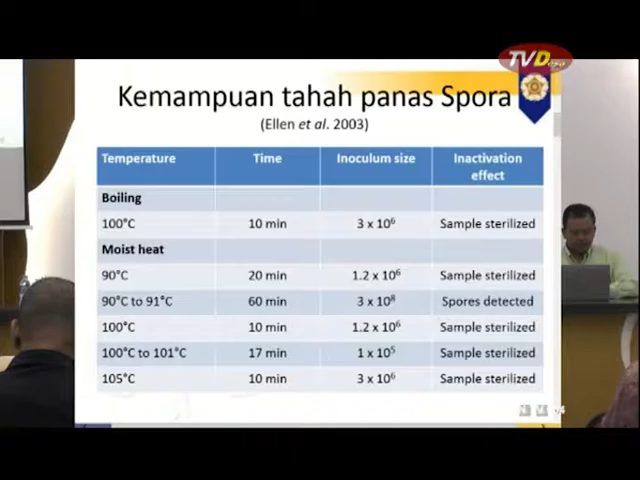 TVDesa
Kemampuan tahah panas Spora
(Ellen et al. 2003)
Temperature Time Inoculum size Inactivation effect
Boiling
100°C 10 min 3 x 10⁶ Sample sterilized
Moist heat
90°C 20 min 1.2 x 10⁶ Sample sterilized
90°C to 91°C 60 min 3 x 10⁸ Spores detected
100°C 10 min 1.2 x 10⁶ Sample sterilized
100°C to 101°C 17 min 1 x 10⁵ Sample sterilized
105°C 10 min 3 x 10⁶ Sample sterilized